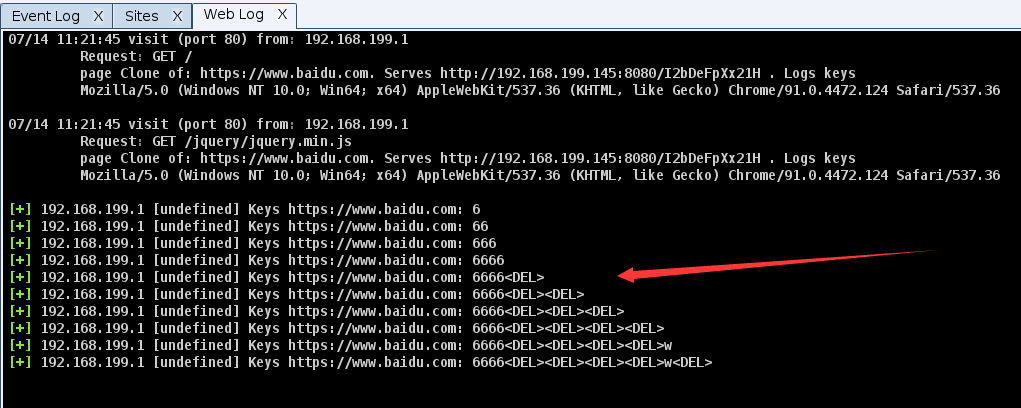 Event Log X Sites X Web Log X
07/14 11:21:45 visit (port 80) from: 192.168.199.1
Request: GET /
page Clone of: https://www.baidu.com. Serves http://192.168.199.145:8080/I2bDeFpXx21H . Logs keys
Mozilla/5.0 (Windows NT 10.0; Win64; x64) AppleWebKit/537.36 (KHTML, like Gecko) Chrome/91.0.4472.124 Safari/537.36
07/14 11:21:45 visit (port 80) from: 192.168.199.1
Request: GET /jquery/jquery.min.js
page Clone of: https://www.baidu.com. Serves http://192.168.199.145:8080/I2bDeFpXx21H . Logs keys
Mozilla/5.0 (Windows NT 10.0; Win64; x64) AppleWebKit/537.36 (KHTML, like Gecko) Chrome/91.0.4472.124 Safari/537.36
[+] 192.168.199.1 [undefined] Keys https://www.baidu.com: 6
[+] 192.168.199.1 [undefined] Keys https://www.baidu.com: 66
[+] 192.168.199.1 [undefined] Keys https://www.baidu.com: 666
[+] 192.168.199.1 [undefined] Keys https://www.baidu.com: 6666
[+] 192.168.199.1 [undefined] Keys https://www.baidu.com: 6666<DEL>
[+] 192.168.199.1 [undefined] Keys https://www.baidu.com: 6666<DEL><DEL>
[+] 192.168.199.1 [undefined] Keys https://www.baidu.com: 6666<DEL><DEL><DEL>
[+] 192.168.199.1 [undefined] Keys https://www.baidu.com: 6666<DEL><DEL><DEL><DEL>
[+] 192.168.199.1 [undefined] Keys https://www.baidu.com: 6666<DEL><DEL><DEL><DEL>w
[+] 192.168.199.1 [undefined] Keys https://www.baidu.com: 6666<DEL><DEL><DEL><DEL>w<DEL>